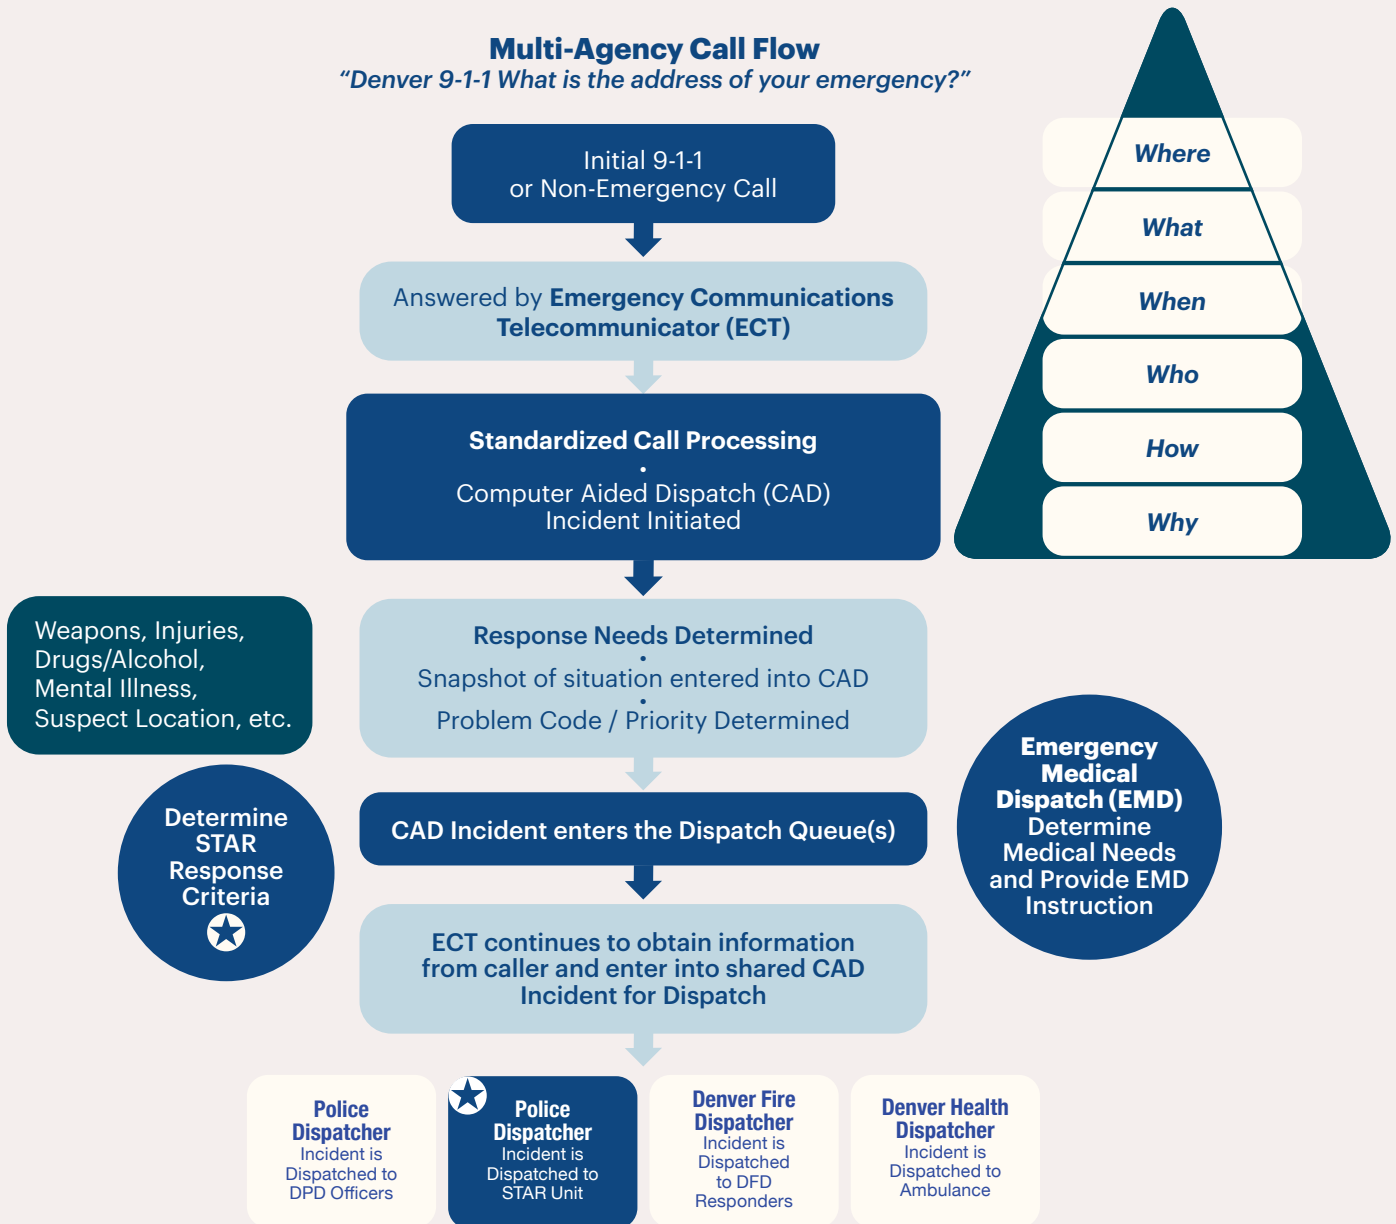 Multi-Agency Call Flow
“Denver 9-1-1 What is the address of your emergency?”
Initial 9-1-1
or Non-Emergency Call
Answered by Emergency Communications
Telecommunicator (ECT)
Standardized Call Processing
•
Computer Aided Dispatch (CAD)
Incident Initiated
Where
What
When
Who
How
Why
Weapons, Injuries,
Drugs/Alcohol,
Mental Illness,
Suspect Location, etc.
Response Needs Determined
•
Snapshot of situation entered into CAD
•
Problem Code / Priority Determined
Determine
STAR
Response
Criteria
CAD Incident enters the Dispatch Queue(s)
Emergency
Medical
Dispatch (EMD)
Determine
Medical Needs
and Provide EMD
Instruction
ECT continues to obtain information
from caller and enter into shared CAD
Incident for Dispatch
Police
Dispatcher
Incident is
Dispatched to
DPD Officers
Police
Dispatcher
Incident is
Dispatched to
STAR Unit
Denver Fire
Dispatcher
Incident is
Dispatched
to DFD
Responders
Denver Health
Dispatcher
Incident is
Dispatched to
Ambulance